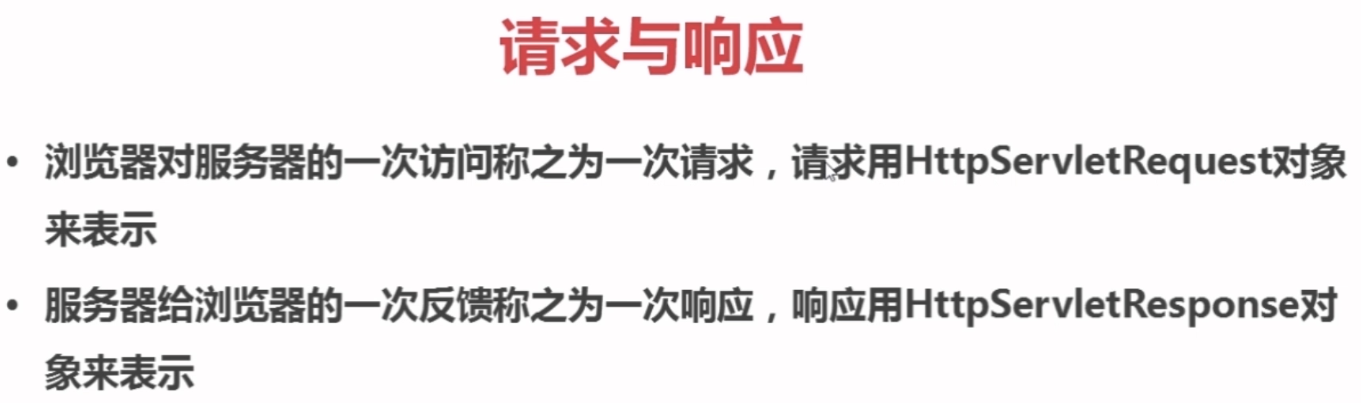 请求与响应
• 浏览器对服务器的一次访问称之为一次请求，请求用HttpServletRequest对象
来表示
• 服务器给浏览器的一次反馈称之为一次响应，响应用HttpServletResponse对
象来表示